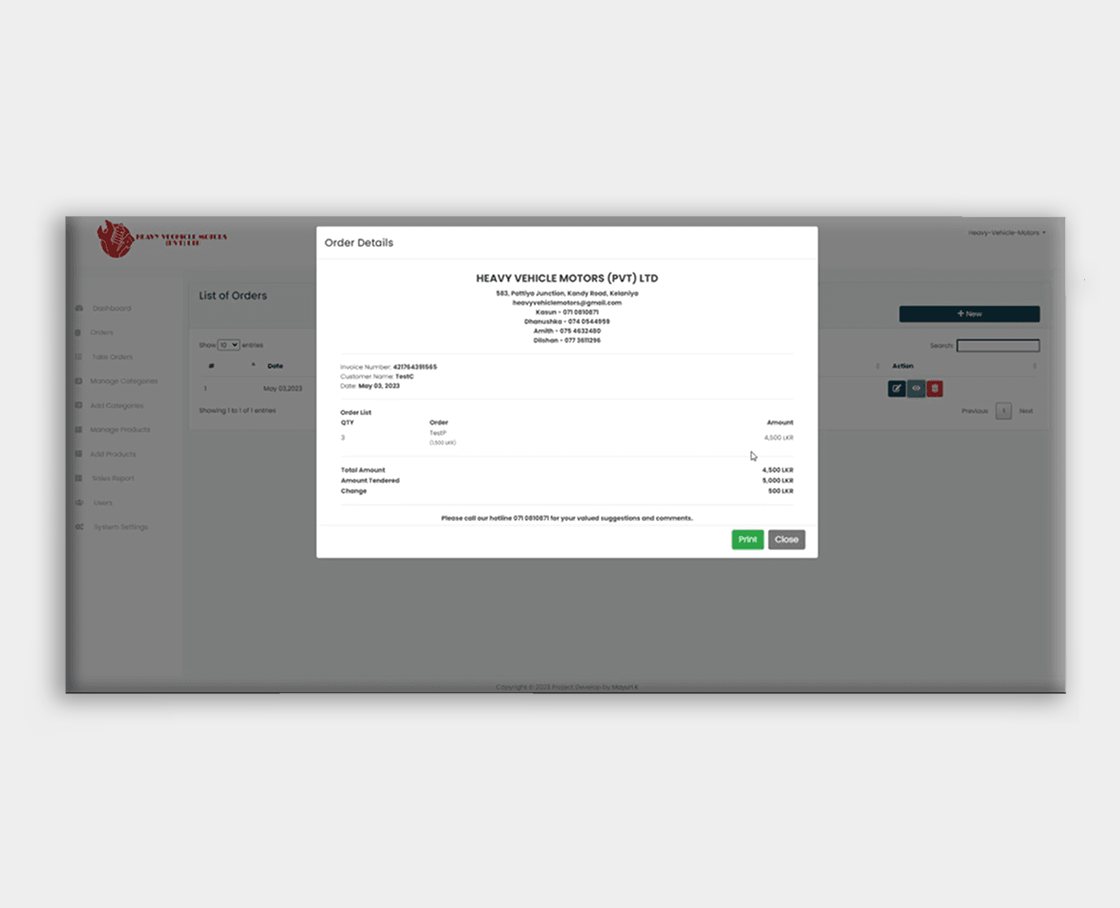 HEAVY VEOHICLE MOTORS
(PVT) LTD
Heavy-Vehicle-Motors
Dashboard
Orders
Take Orders
Manage Categories
Add Categories
Manage Products
Add Products
Sales Report
Users
System Settings
List of Orders
+ New
Show 10 entries
Search:
# Date Action
1 May 03,2023
Showing 1 to 1 of 1 entries
Previous 1 Next
Order Details
HEAVY VEHICLE MOTORS (PVT) LTD
583, Pattiya Junction, Kandy Road, Kelaniya
heavyvehiclemotors@gmail.com
Kasun - 071 0810871
Dhanushka - 074 0544959
Amith - 075 4632480
Dilshan - 077 3611296
Invoice Number: 421764391565
Customer Name: TestC
Date: May 03, 2023
Order List
QTY Order Amount
3 TestP 4,500 LKR
(1,500 LKR)
Total Amount 4,500 LKR
Amount Tendered 5,000 LKR
Change 500 LKR
Please call our hotline 071 0810871 for your valued suggestions and comments.
Print Close
Copyright © 2023 Project Develop by Mayuri.K